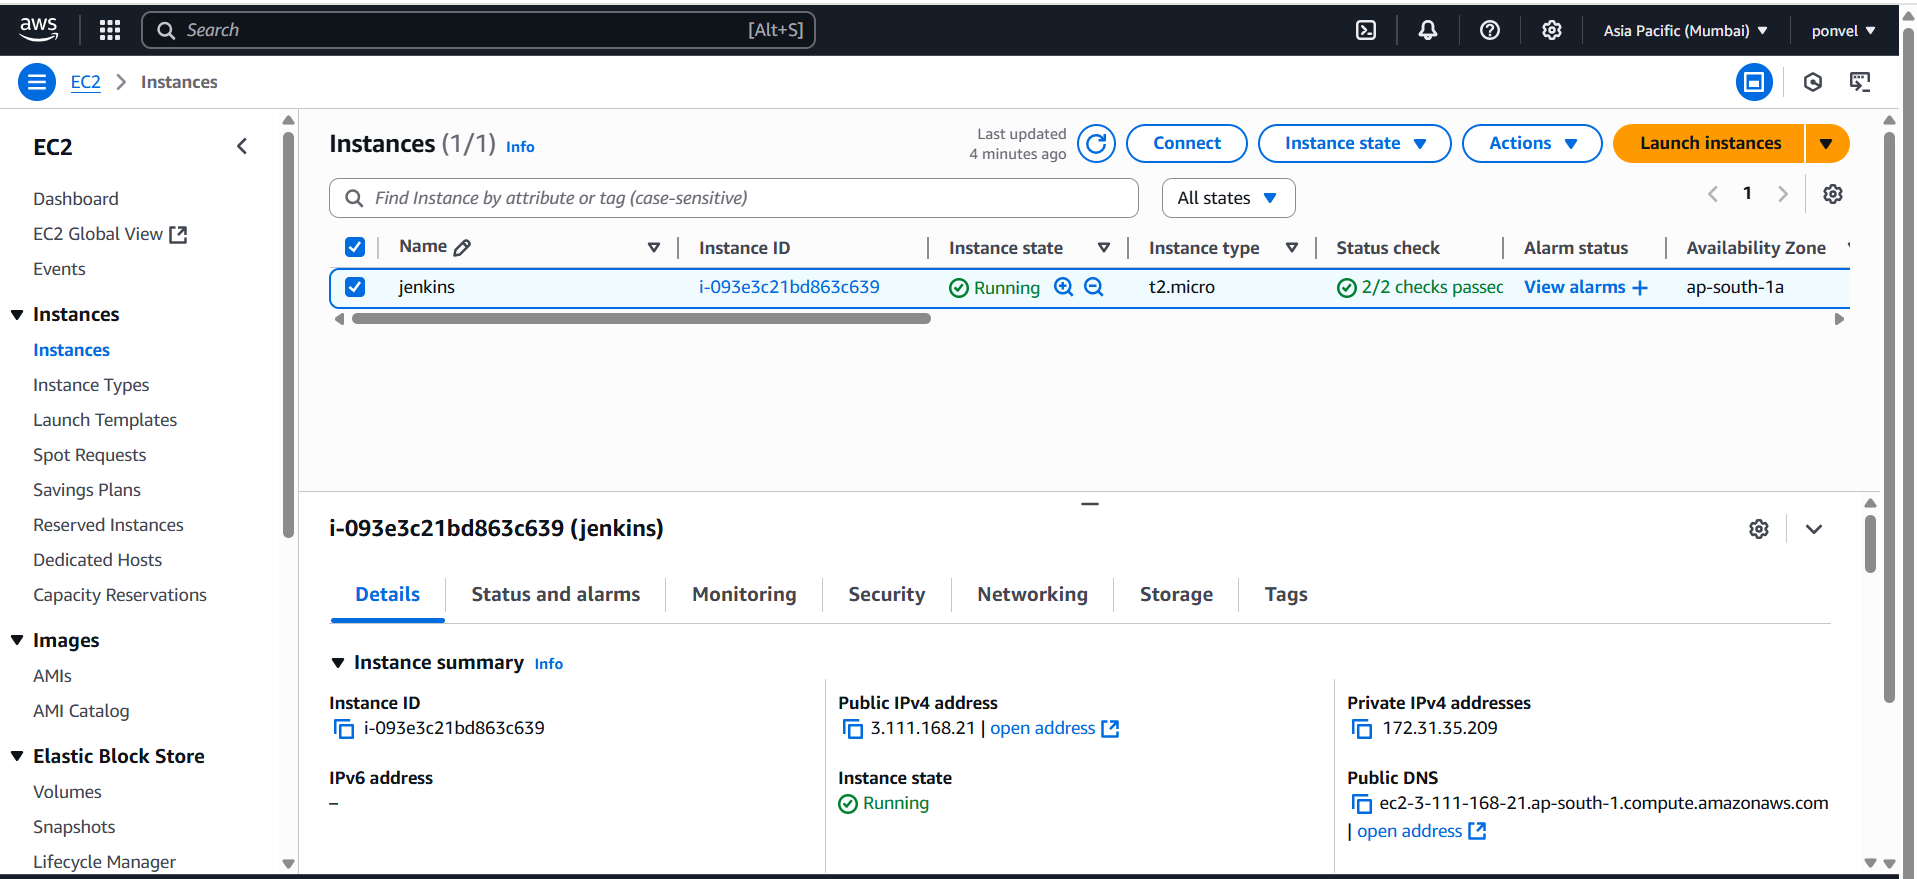 aws
Search [Alt+S]
Asia Pacific (Mumbai)
ponvel
EC2 Instances
EC2
Dashboard
EC2 Global View
Events
Instances
Instances
Instance Types
Launch Templates
Spot Requests
Savings Plans
Reserved Instances
Dedicated Hosts
Capacity Reservations
Images
AMIs
AMI Catalog
Elastic Block Store
Volumes
Snapshots
Lifecycle Manager
Instances (1/1) Info
Last updated
4 minutes ago
Connect
Instance state
Actions
Launch instances
Find Instance by attribute or tag (case-sensitive)
All states
1
Name Instance ID Instance state Instance type Status check Alarm status Availability Zone
jenkins i-093e3c21bd863c639 Running t2.micro 2/2 checks passec View alarms + ap-south-1a
i-093e3c21bd863c639 (jenkins)
Details Status and alarms Monitoring Security Networking Storage Tags
Instance summary Info
Instance ID
i-093e3c21bd863c639
Public IPv4 address
3.111.168.21 | open address
Private IPv4 addresses
172.31.35.209
IPv6 address
–
Instance state
Running
Public DNS
ec2-3-111-168-21.ap-south-1.compute.amazonaws.com
| open address